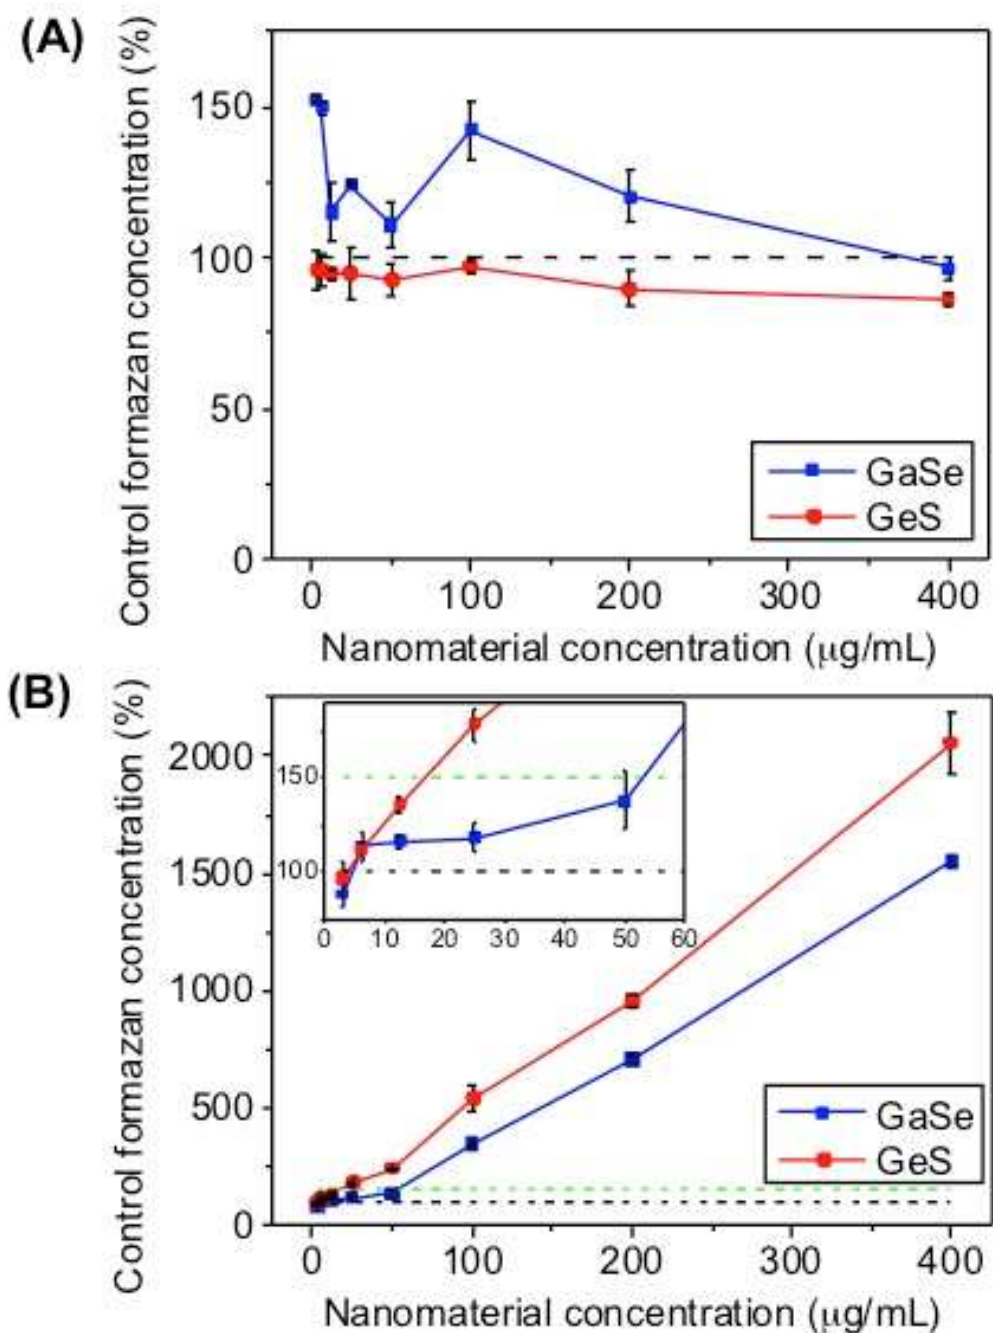 (A)
Control formazan concentration (%)
150
100
50
0
GaSe
GeS
0 100 200 300 400
Nanomaterial concentration (μg/mL)
(B)
Control formazan concentration (%)
2000
1500
1000
500
0
150
100
0 10 20 30 40 50 60
GaSe
GeS
0 100 200 300 400
Nanomaterial concentration (μg/mL)